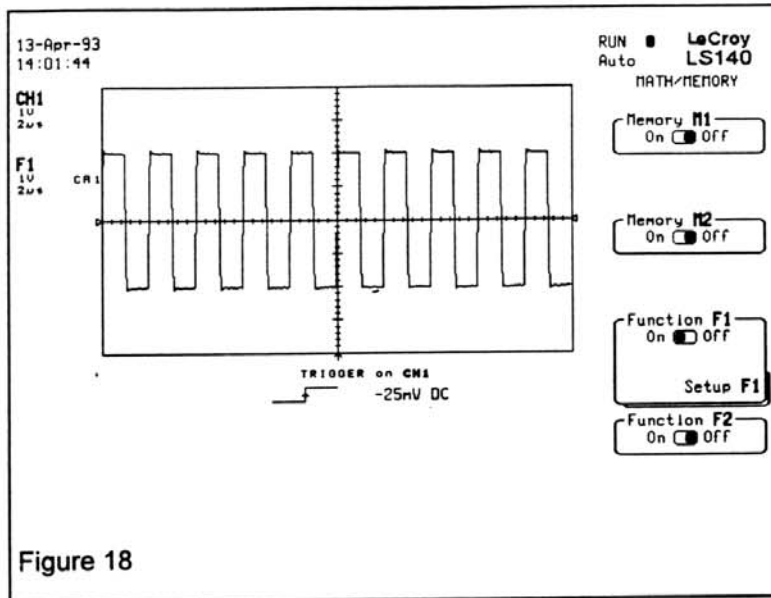 13-Apr-93
14:01:44
RUN LeCroy
Auto LS140
MATH/MEMORY
CH1
1V
2µs
F1
1V
2µs
CA1
Memory M1
On Off
Memory M2
On Off
Function F1
On Off
Setup F1
Function F2
On Off
TRIGGER on CH1
-25mV DC
Figure 18